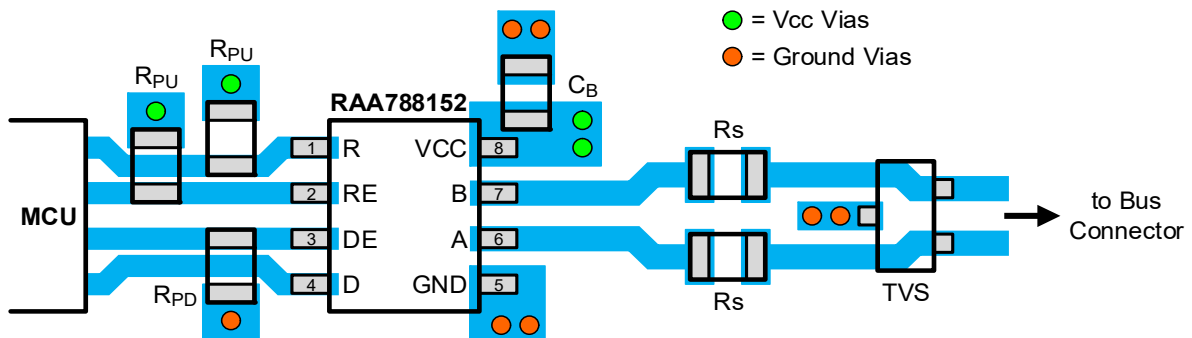 = Vcc Vias
= Ground Vias
RPU
RPU
CB
RAA788152
Rs
1 R VCC 8
2 RE B 7
MCU
3 DE A 6
4 D GND 5
RPD
Rs
TVS
to Bus
Connector